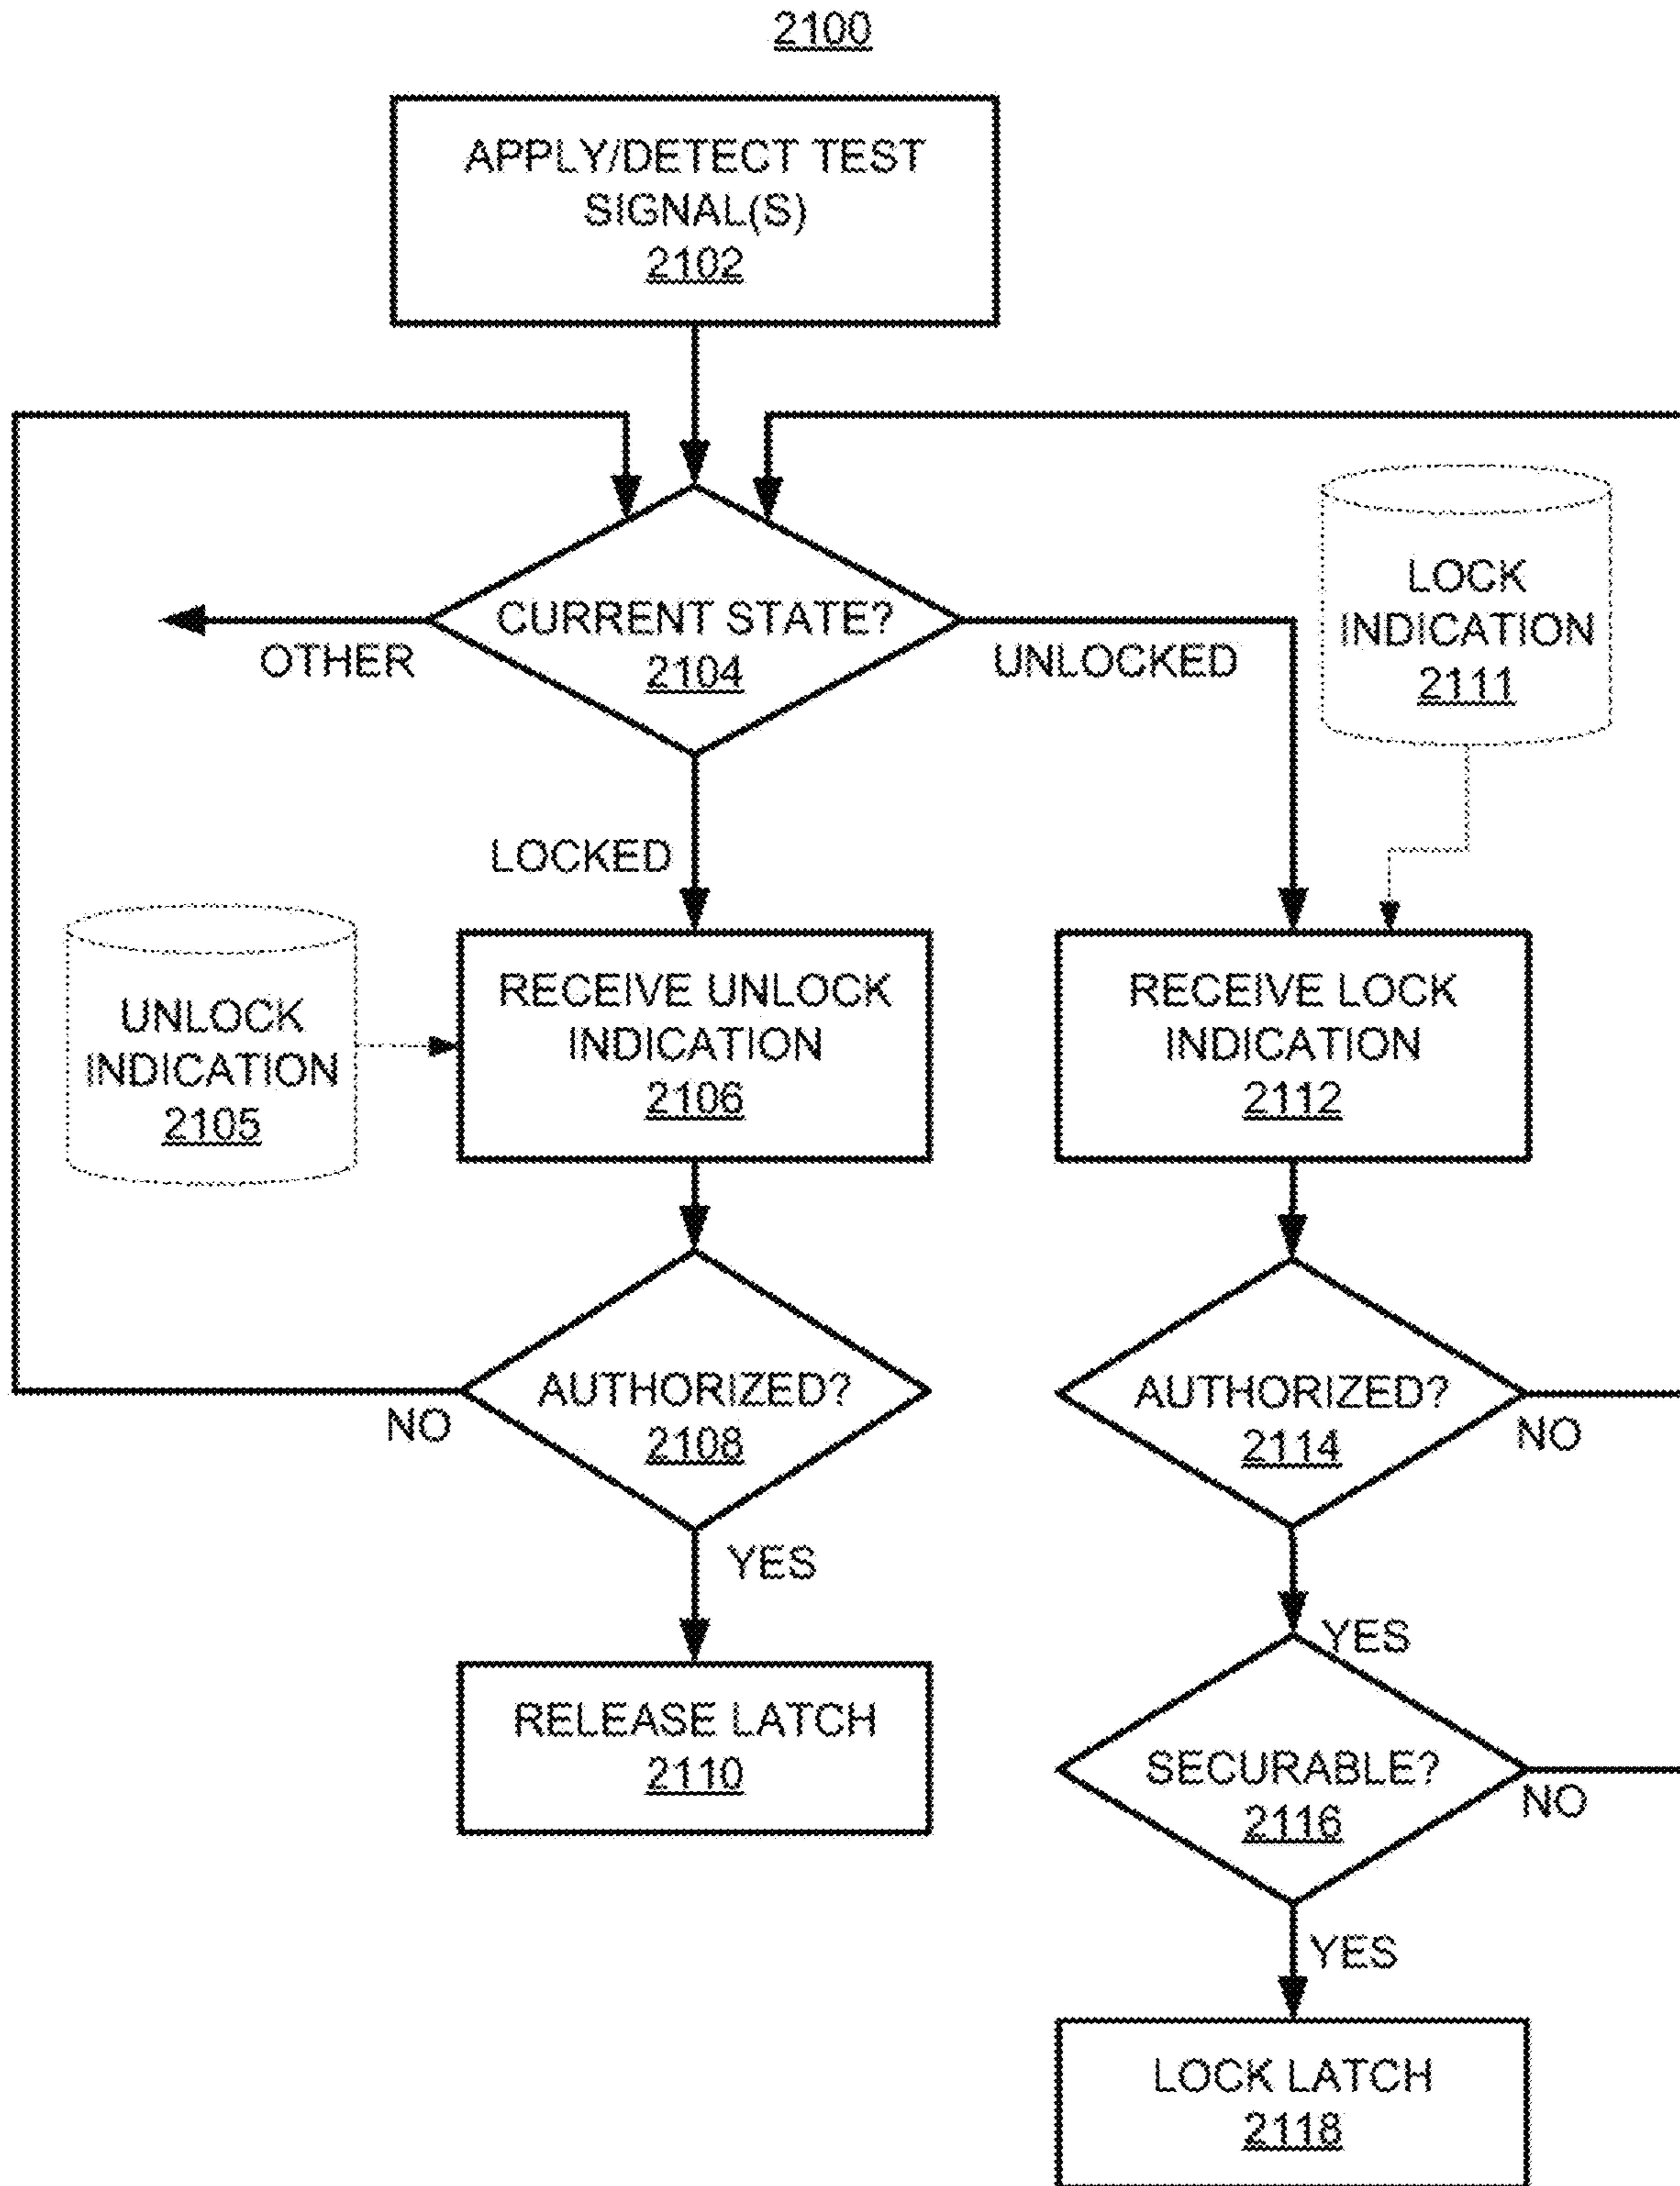 2100
APPLY/DETECT TEST
SIGNAL(S)
2102
CURRENT STATE?
2104
OTHER
UNLOCKED
LOCK
INDICATION
2111
LOCKED
UNLOCK
INDICATION
2105
RECEIVE UNLOCK
INDICATION
2106
RECEIVE LOCK
INDICATION
2112
AUTHORIZED?
2108
NO
YES
AUTHORIZED?
2114
NO
YES
RELEASE LATCH
2110
SECURABLE?
2116
NO
YES
LOCK LATCH
2118